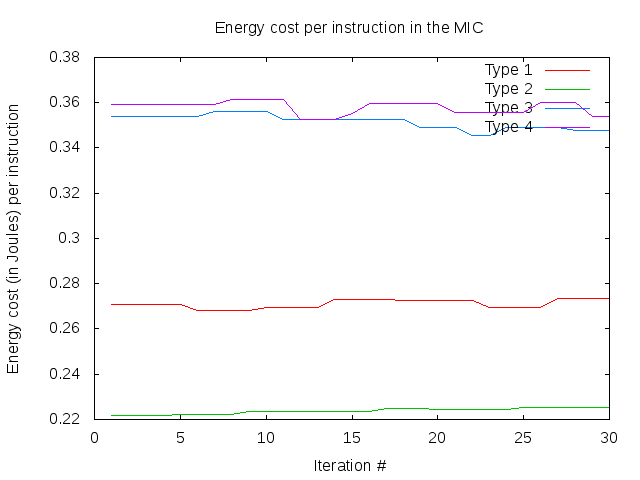 Energy cost per instruction in the MIC
Energy cost (in Joules) per instruction
0.38
0.36
0.34
0.32
0.3
0.28
0.26
0.24
0.22
Type 1
Type 2
Type 3
Type 4
0
5
10
15
20
25
30
Iteration #